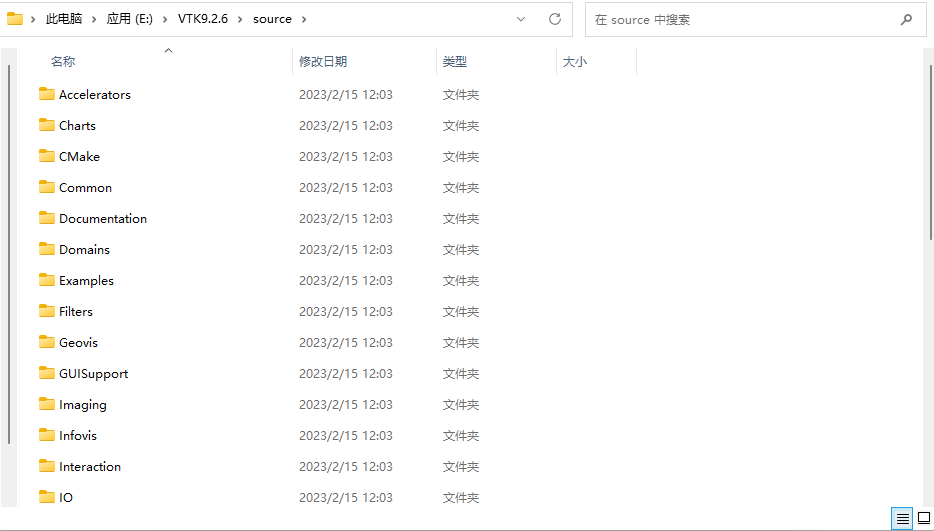 此电脑 > 应用 (E:) > VTK9.2.6 > source >
在 source 中搜索
名称 修改日期 类型 大小
Accelerators 2023/2/15 12:03 文件夹
Charts 2023/2/15 12:03 文件夹
CMake 2023/2/15 12:03 文件夹
Common 2023/2/15 12:03 文件夹
Documentation 2023/2/15 12:03 文件夹
Domains 2023/2/15 12:03 文件夹
Examples 2023/2/15 12:03 文件夹
Filters 2023/2/15 12:03 文件夹
Geovis 2023/2/15 12:03 文件夹
GUISupport 2023/2/15 12:03 文件夹
Imaging 2023/2/15 12:03 文件夹
Infovis 2023/2/15 12:03 文件夹
Interaction 2023/2/15 12:03 文件夹
IO 2023/2/15 12:03 文件夹